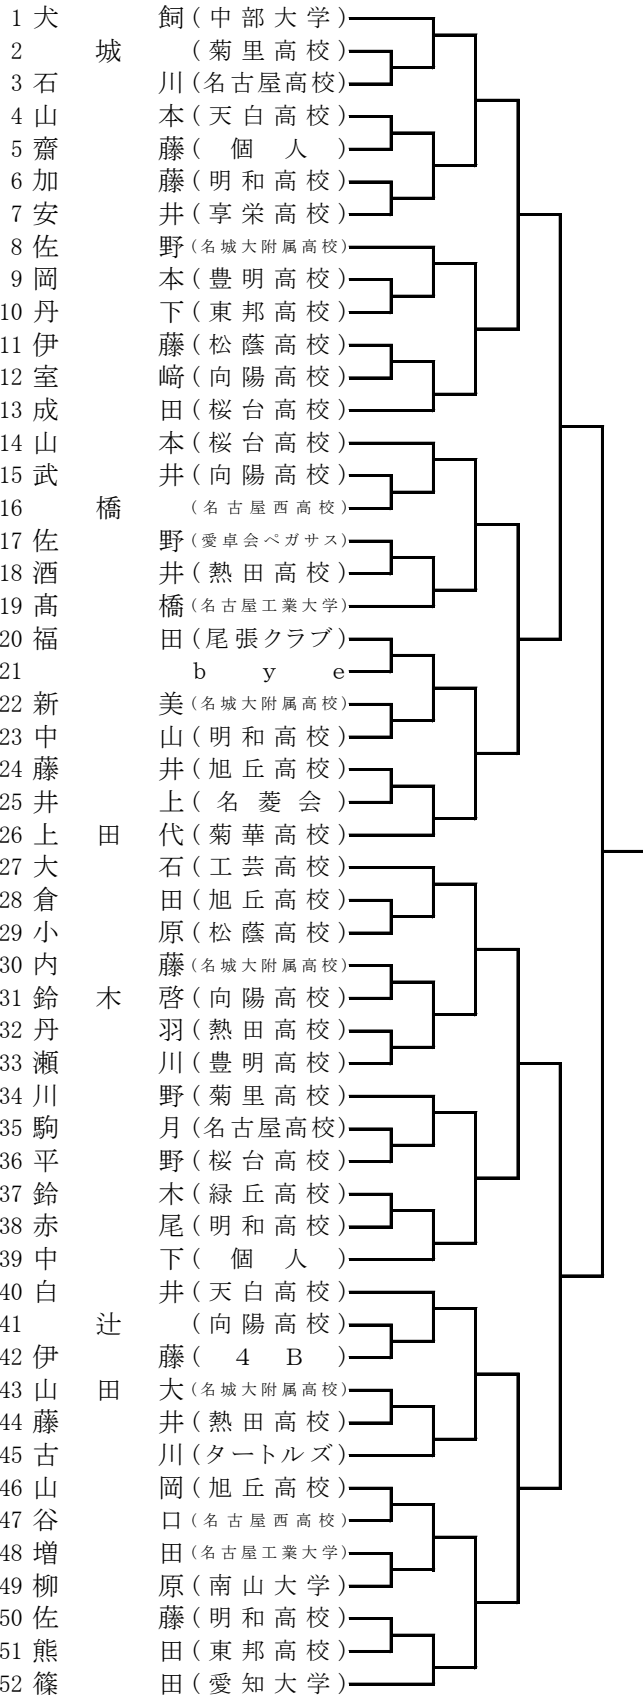 1 犬飼(中部大学)
2 城(菊里高校)
3 石川(名古屋高校)
4 山本(天白高校)
5 齋藤(個人)
6 加藤(明和高校)
7 安井(享栄高校)
8 佐野(名城大附属高校)
9 岡本(豊明高校)
10 丹下(東邦高校)
11 伊藤(松蔭高校)
12 室﨑(向陽高校)
13 成田(桜台高校)
14 山本(桜台高校)
15 武井(向陽高校)
16 橋(名古屋西高校)
17 佐野(愛卓会ペガサス)
18 酒井(熱田高校)
19 髙橋(名古屋工業大学)
20 福田(尾張クラブ)
21 bye
22 新美(名城大附属高校)
23 中山(明和高校)
24 藤井(旭丘高校)
25 井上(名菱会)
26 上田代(菊華高校)
27 大石(工芸高校)
28 倉田(旭丘高校)
29 小原(松蔭高校)
30 内藤(名城大附属高校)
31 鈴木啓(向陽高校)
32 丹羽(熱田高校)
33 瀬川(豊明高校)
34 川野(菊里高校)
35 駒月(名古屋高校)
36 平野(桜台高校)
37 鈴木(緑丘高校)
38 赤尾(明和高校)
39 中下(個人)
40 白井(天白高校)
41 辻(向陽高校)
42 伊藤(4B)
43 山田大(名城大附属高校)
44 藤井(熱田高校)
45 古川(タートルズ)
46 山岡(旭丘高校)
47 谷口(名古屋西高校)
48 増田(名古屋工業大学)
49 柳原(南山大学)
50 佐藤(明和高校)
51 熊田(東邦高校)
52 篠田(愛知大学)